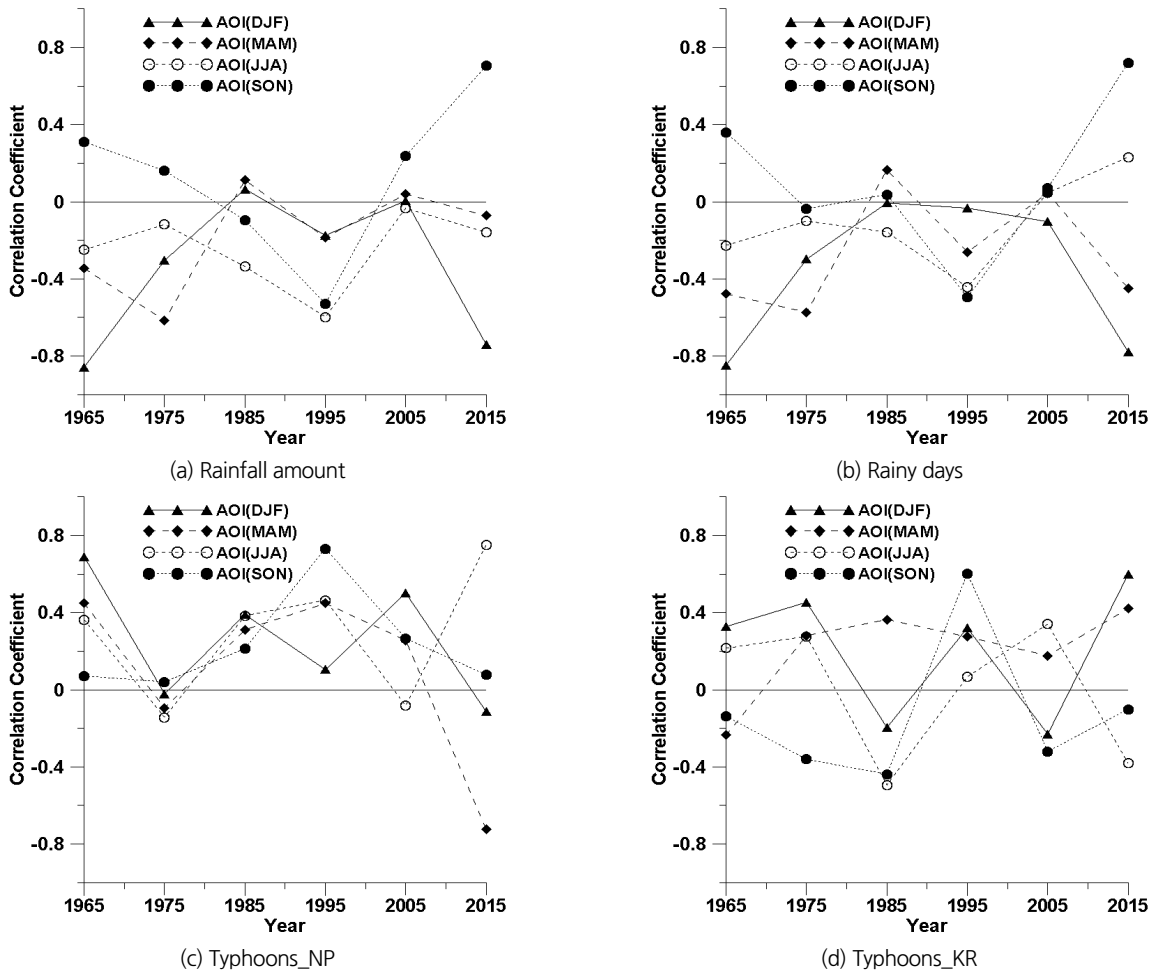 AOI(DJF)
AOI(MAM)
AOI(JJA)
AOI(SON)
0.8
0.4
0
-0.4
-0.8
Correlation Coefficient
1965 1975 1985 1995 2005 2015
Year
(a) Rainfall amount
AOI(DJF)
AOI(MAM)
AOI(JJA)
AOI(SON)
0.8
0.4
0
-0.4
-0.8
Correlation Coefficient
1965 1975 1985 1995 2005 2015
Year
(b) Rainy days
AOI(DJF)
AOI(MAM)
AOI(JJA)
AOI(SON)
0.8
0.4
0
-0.4
-0.8
Correlation Coefficient
1965 1975 1985 1995 2005 2015
Year
(c) Typhoons_NP
AOI(DJF)
AOI(MAM)
AOI(JJA)
AOI(SON)
0.8
0.4
0
-0.4
-0.8
Correlation Coefficient
1965 1975 1985 1995 2005 2015
Year
(d) Typhoons_KR